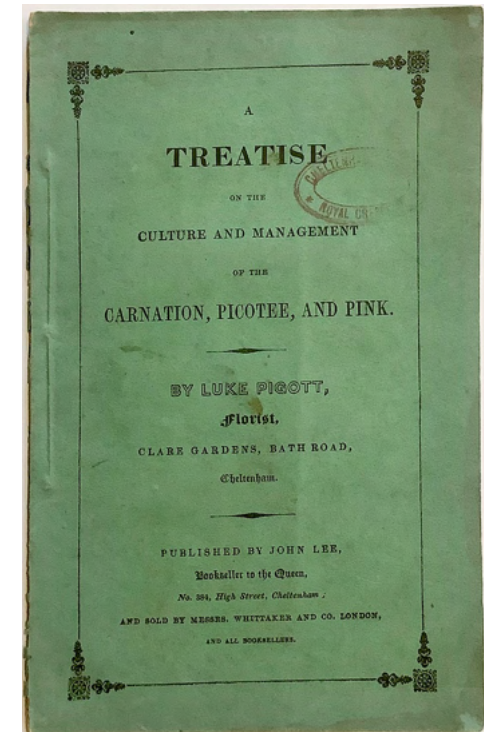 A
TREATISE
ON THE
CULTURE AND MANAGEMENT
OF THE
CARNATION, PICOTEE, AND PINK.
BY LUKE PIGOTT,
Florist,
CLARE GARDENS, BATH ROAD,
Cheltenham.
PUBLISHED BY JOHN LEE,
Bookseller to the Queen,
No. 384, High Street, Cheltenham;
AND SOLD BY MESSRS. WHITTAKER AND CO. LONDON,
AND ALL BOOKSELLERS.
ROYAL